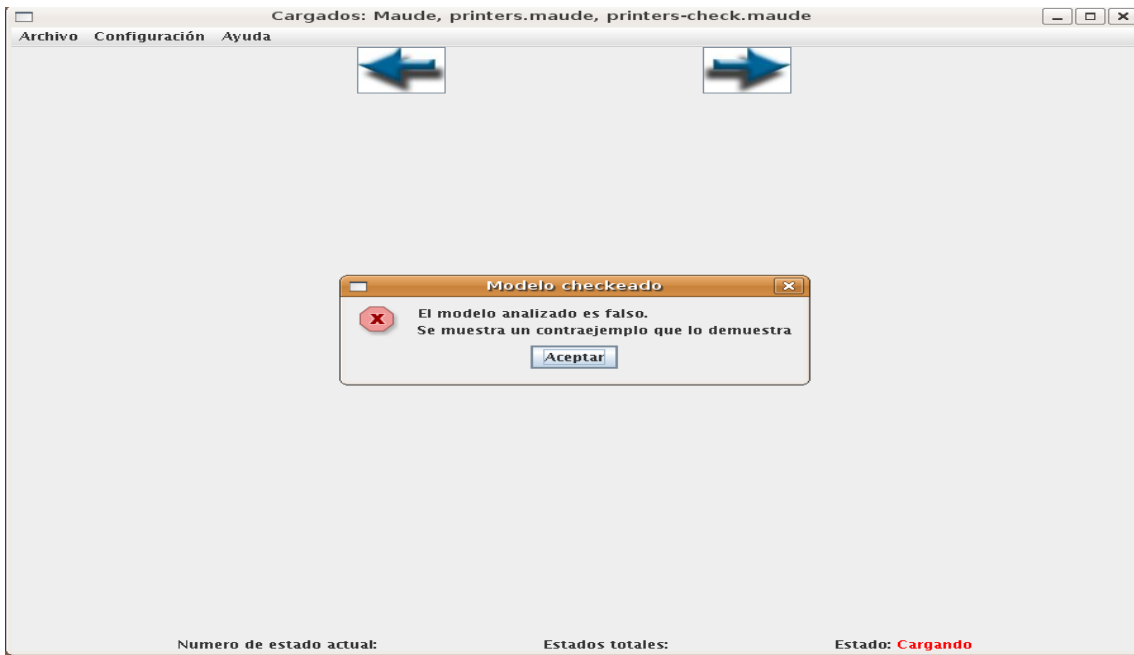 Cargados: Maude, printers.maude, printers-check.maude
Archivo Configuración Ayuda
Modelo checkeado
El modelo analizado es falso.
Se muestra un contraejemplo que lo demuestra
Aceptar
Numero de estado actual: Estados totales: Estado: Cargando